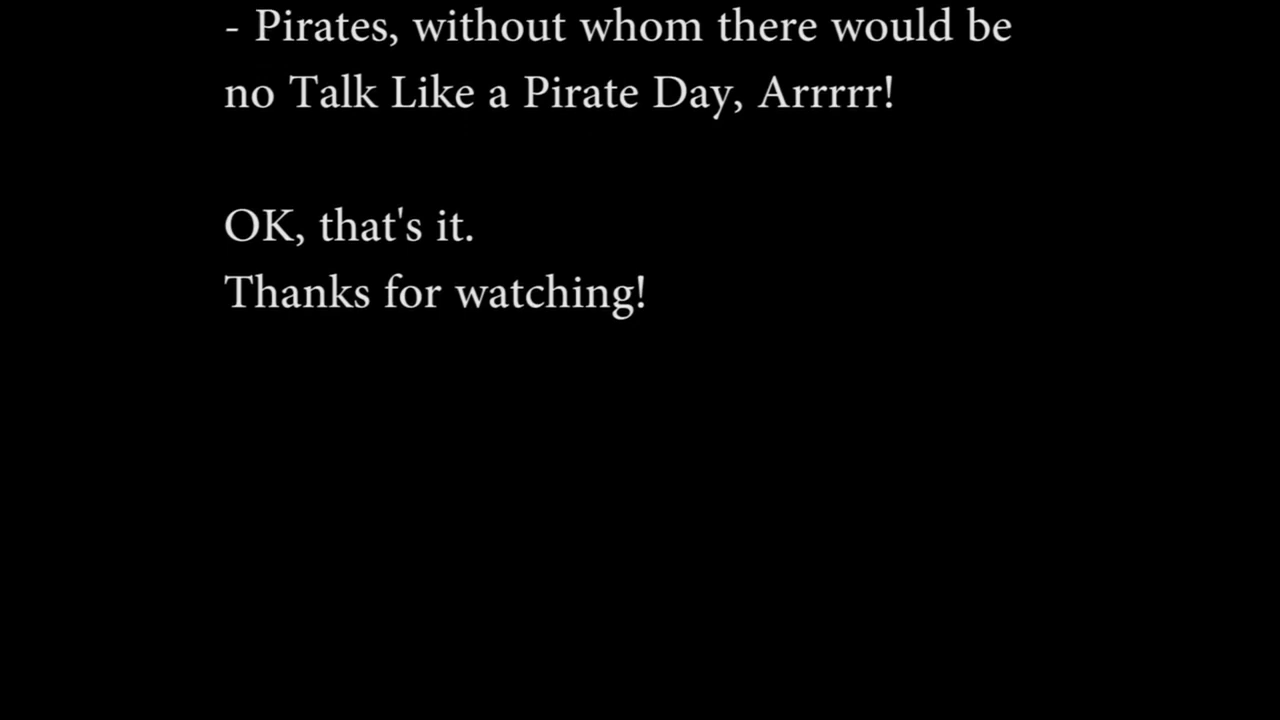 - Pirates, without whom there would be
no Talk Like a Pirate Day, Arrrrr!
OK, that's it.
Thanks for watching!